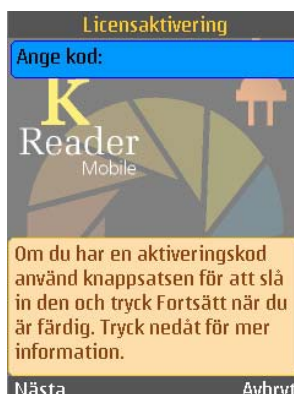 Licensaktivering
Ange kod:
K
Reader
Mobile
Om du har en aktiveringskod
använd knappsatsen för att slå
in den och tryck Fortsätt när du
är färdig. Tryck nedåt för mer
information.
Nästa Avbryt